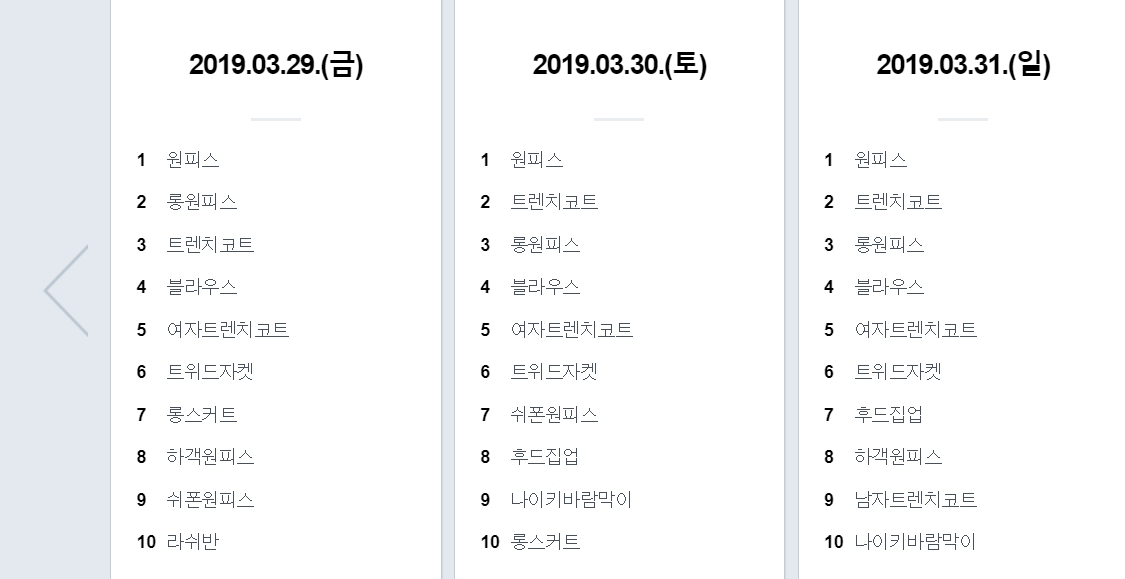 2019.03.29.(금)
1 원피스
2 롱원피스
3 트렌치코트
4 블라우스
5 여자트렌치코트
6 트위드자켓
7 롱스커트
8 하객원피스
9 쉬폰원피스
10 라쉬반
2019.03.30.(토)
1 원피스
2 트렌치코트
3 롱원피스
4 블라우스
5 여자트렌치코트
6 트위드자켓
7 쉬폰원피스
8 후드집업
9 나이키바람막이
10 롱스커트
2019.03.31.(일)
1 원피스
2 트렌치코트
3 롱원피스
4 블라우스
5 여자트렌치코트
6 트위드자켓
7 후드집업
8 하객원피스
9 남자트렌치코트
10 나이키바람막이